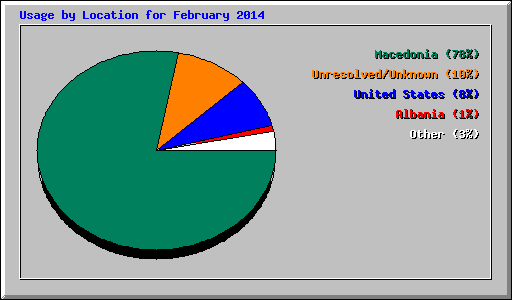 Usage by Location for February 2014
Macedonia (78%)
Unresolved/Unknown (10%)
United States (8%)
Albania (1%)
Other (3%)